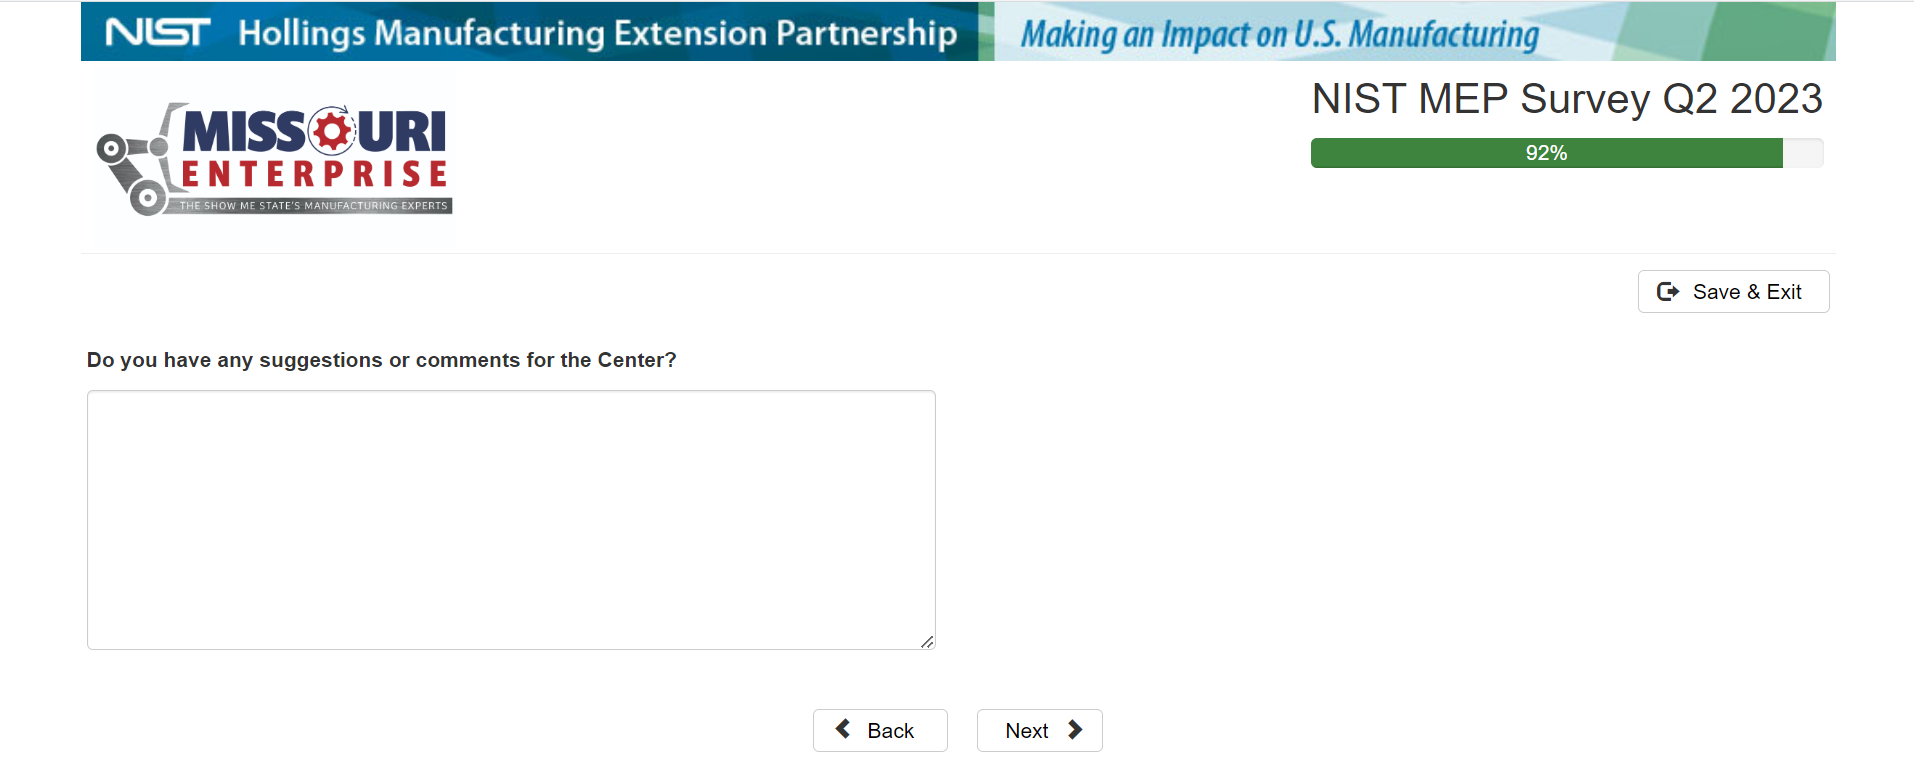 NIST Hollings Manufacturing Extension Partnership Making an Impact on U.S. Manufacturing
MISSOURI
ENTERPRISE
THE SHOW ME STATE'S MANUFACTURING EXPERTS
NIST MEP Survey Q2 2023
92%
Save & Exit
Do you have any suggestions or comments for the Center?
Back Next